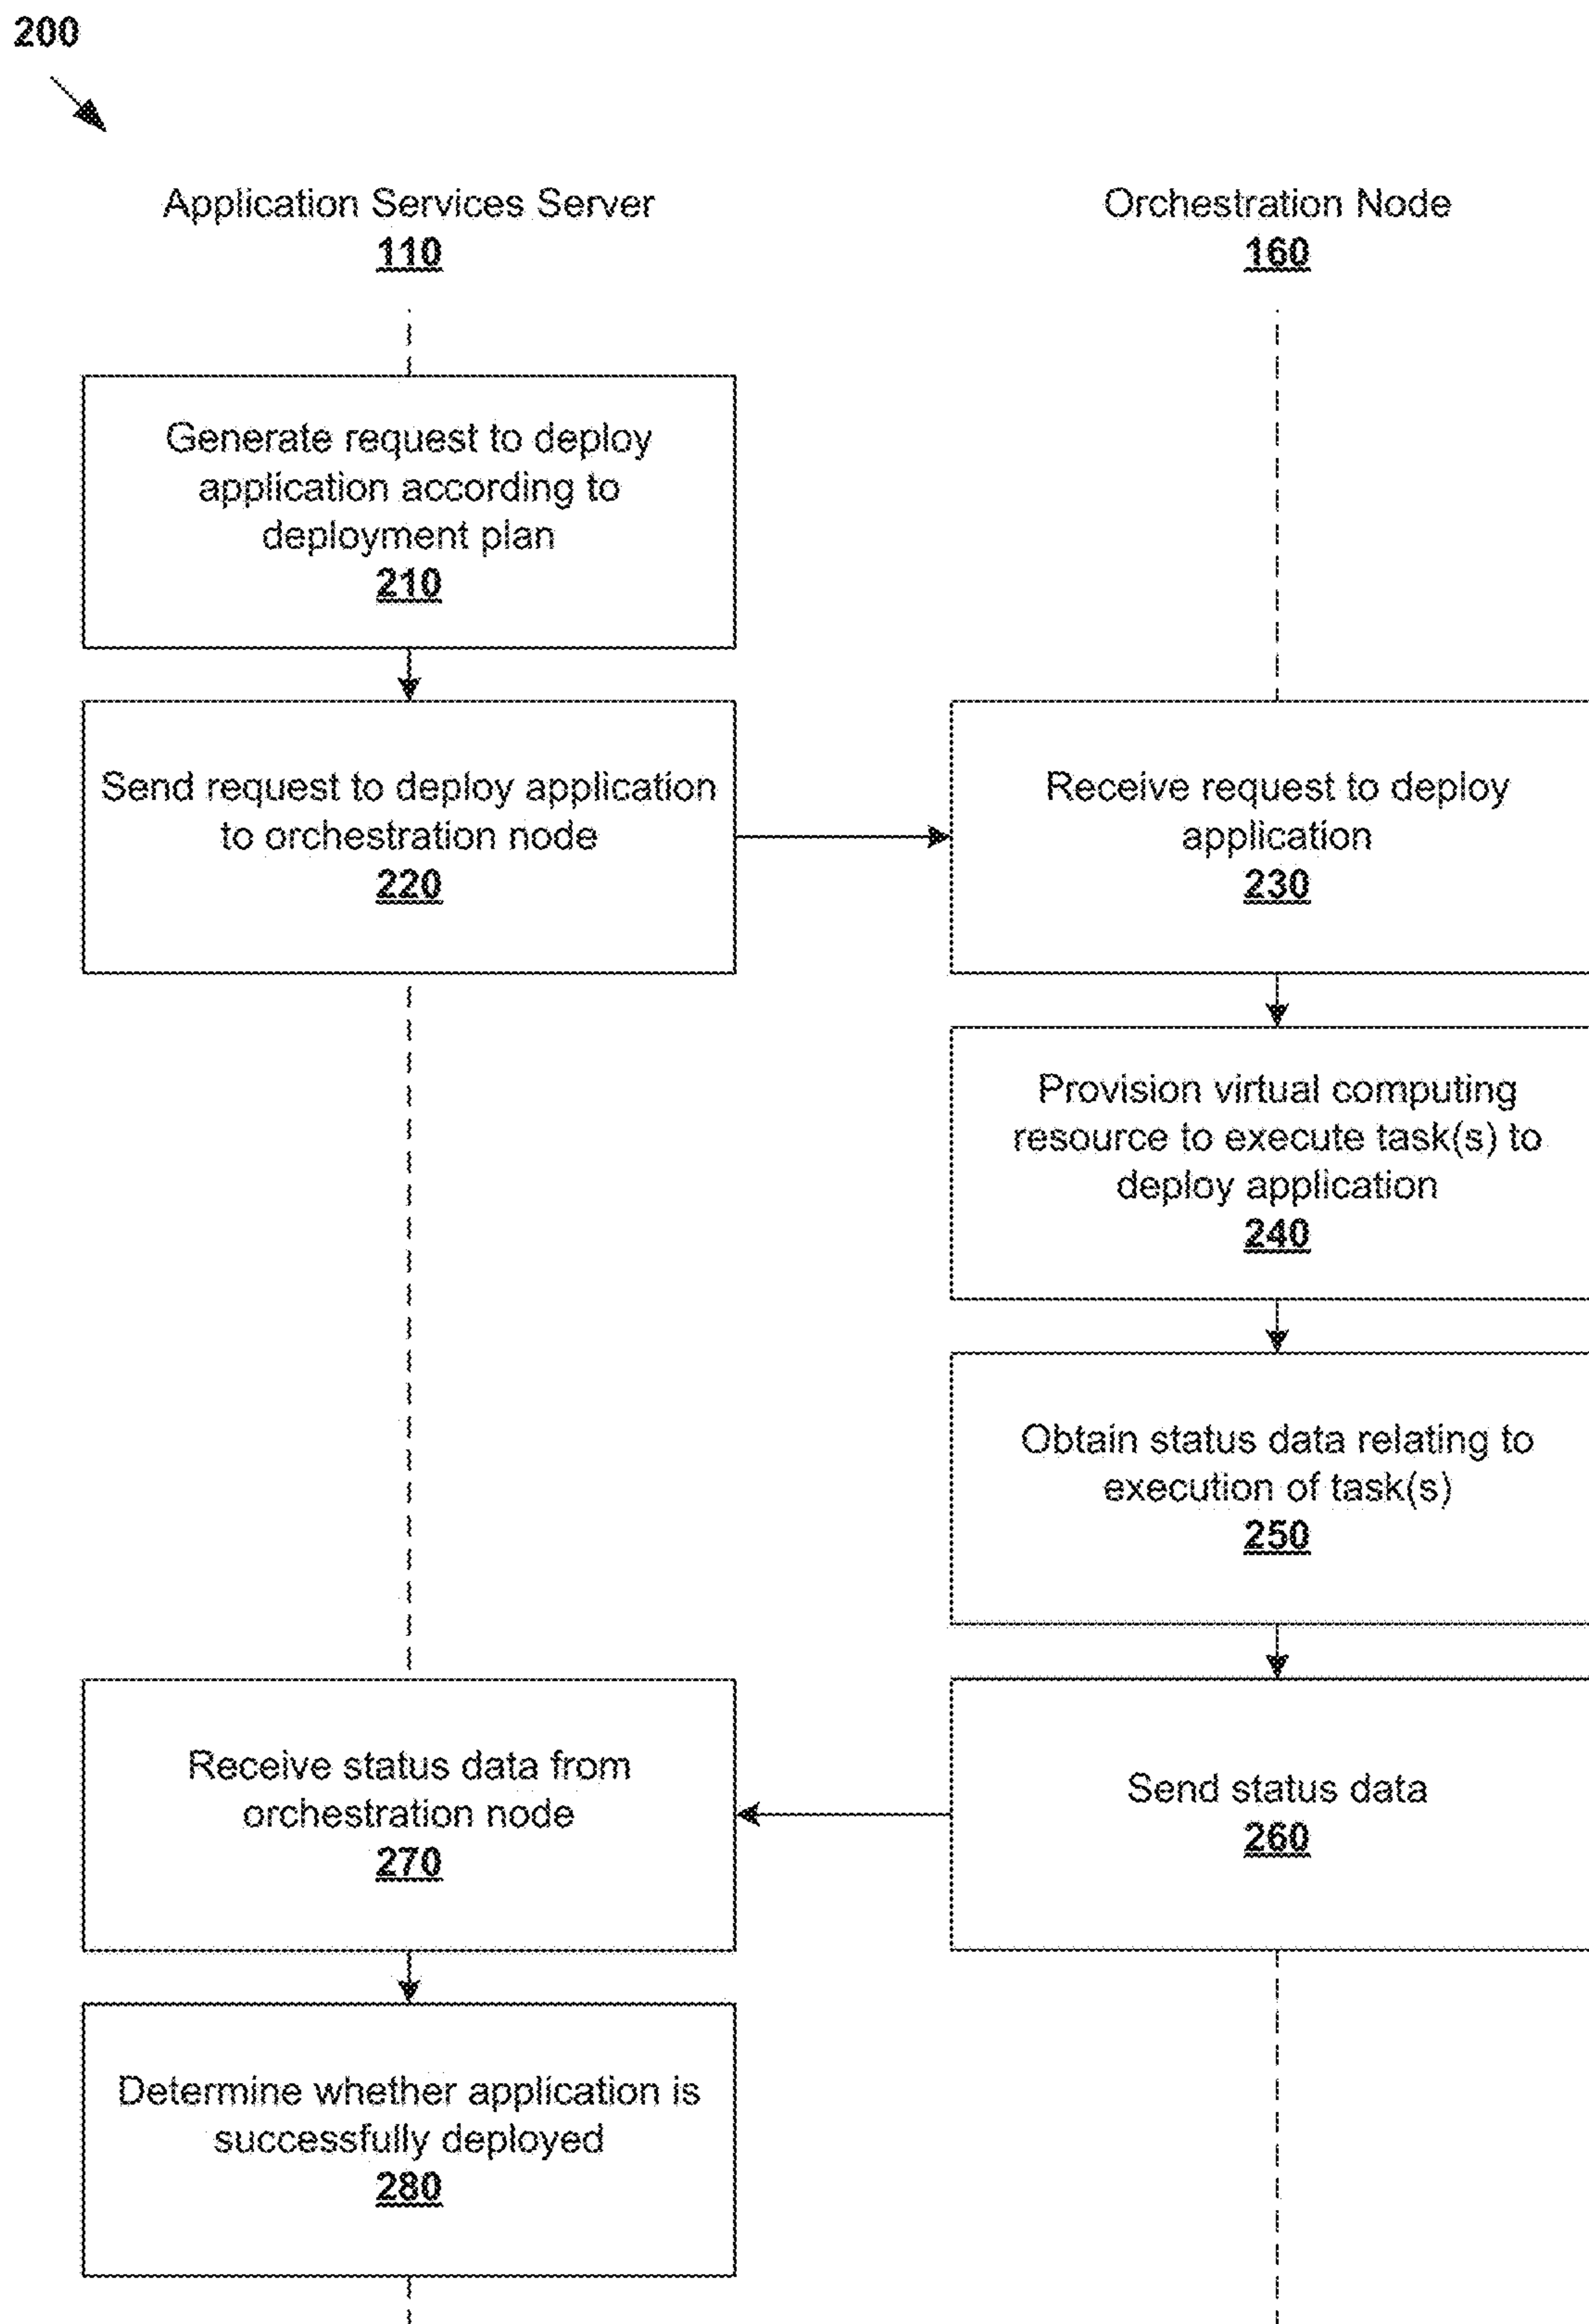 200
Application Services Server
110
Orchestration Node
160
Generate request to deploy
application according to
deployment plan
210
Send request to deploy application
to orchestration node
220
Receive request to deploy
application
230
Provision virtual computing
resource to execute task(s) to
deploy application
240
Obtain status data relating to
execution of task(s)
250
Send status data
260
Receive status data from
orchestration node
270
Determine whether application is
successfully deployed
280